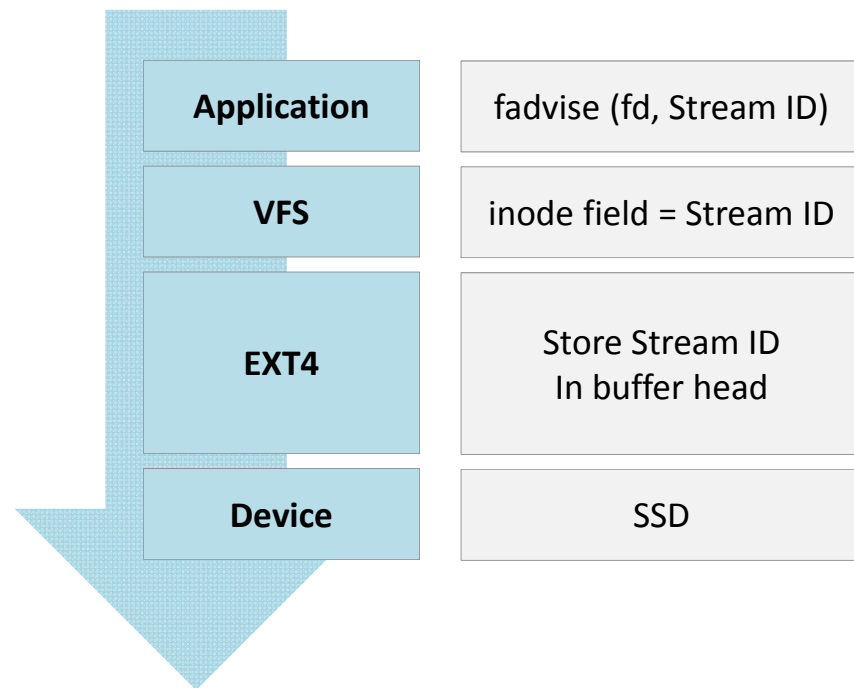 Application
fadvise (fd, Stream ID)
VFS
inode field = Stream ID
EXT4
Store Stream ID
In buffer head
Device
SSD